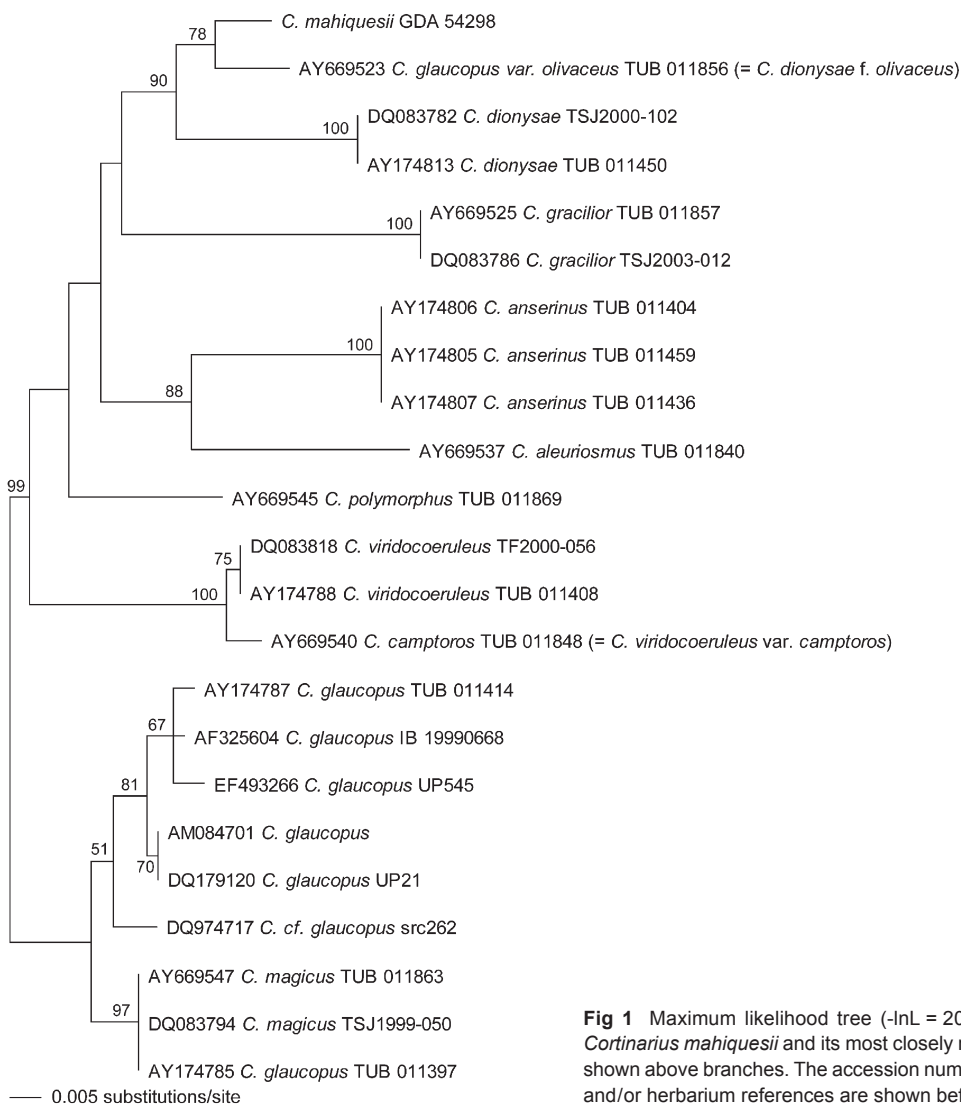 C. mahiquesii GDA 54298
78
AY669523 C. glaucopus var. olivaceus TUB 011856 (= C. dionysae f. olivaceus)
90
DQ083782 C. dionysae TSJ2000-102
100
AY174813 C. dionysae TUB 011450
AY669525 C. gracilior TUB 011857
100
DQ083786 C. gracilior TSJ2003-012
AY174806 C. anserinus TUB 011404
100
AY174805 C. anserinus TUB 011459
88
AY174807 C. anserinus TUB 011436
AY669537 C. aleuriosmus TUB 011840
99
AY669545 C. polymorphus TUB 011869
DQ083818 C. viridocoeruleus TF2000-056
75
AY174788 C. viridocoeruleus TUB 011408
100
AY669540 C. camptoros TUB 011848 (= C. viridocoeruleus var. camptoros)
AY174787 C. glaucopus TUB 011414
67
AF325604 C. glaucopus IB 19990668
81
EF493266 C. glaucopus UP545
AM084701 C. glaucopus
51
70
DQ179120 C. glaucopus UP21
DQ974717 C. cf. glaucopus src262
AY669547 C. magicus TUB 011863
97
DQ083794 C. magicus TSJ1999-050
AY174785 C. glaucopus TUB 011397
0.005 substitutions/site
Fig 1 Maximum likelihood tree (-lnL = 20
Cortinarius mahiquesii and its most closely
shown above branches. The accession num
and/or herbarium references are shown bef